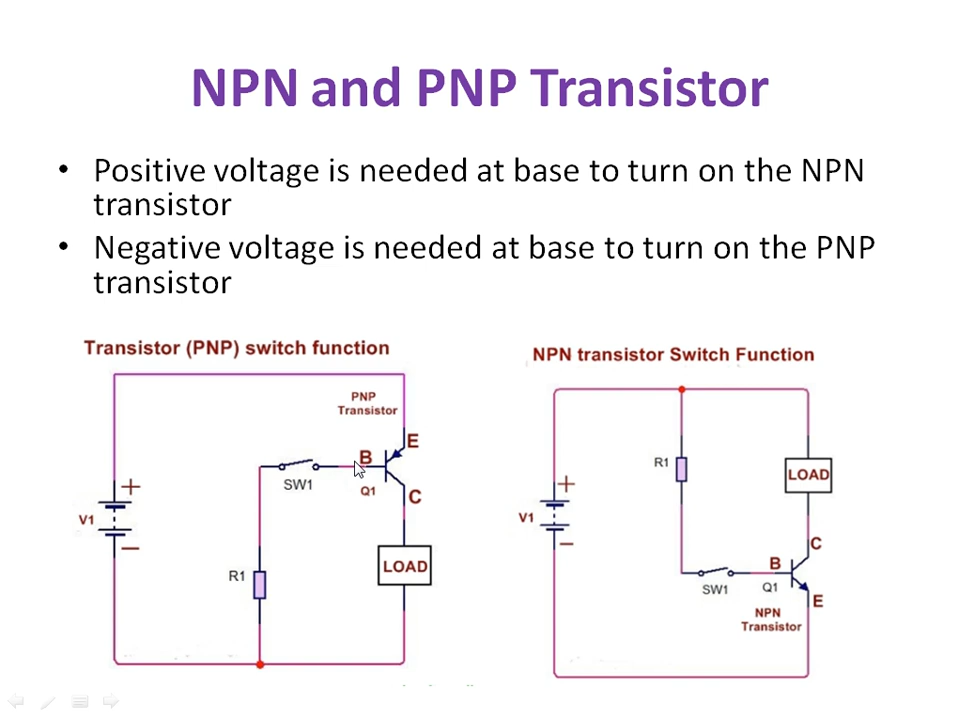 NPN and PNP Transistor
• Positive voltage is needed at base to turn on the NPN
transistor
• Negative voltage is needed at base to turn on the PNP
transistor
Transistor (PNP) switch function
PNP
Transistor
E
B
SW1
Q1
C
+
V1
−
R1
LOAD
NPN transistor Switch Function
R1
LOAD
+
V1
−
C
B
SW1
Q1
E
NPN
Transistor